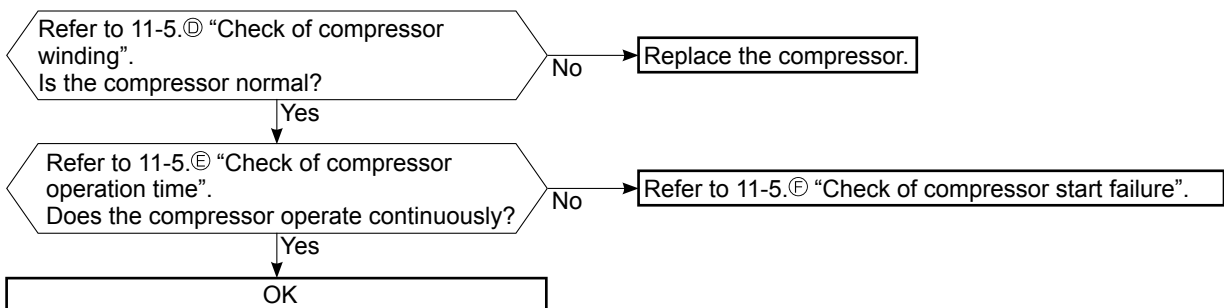 Refer to 11-5.Ⓓ “Check of compressor
winding”.
Is the compressor normal?
No
Replace the compressor.
Yes
Refer to 11-5.Ⓔ “Check of compressor
operation time”.
Does the compressor operate continuously?
No
Refer to 11-5.Ⓕ “Check of compressor start failure”.
Yes
OK